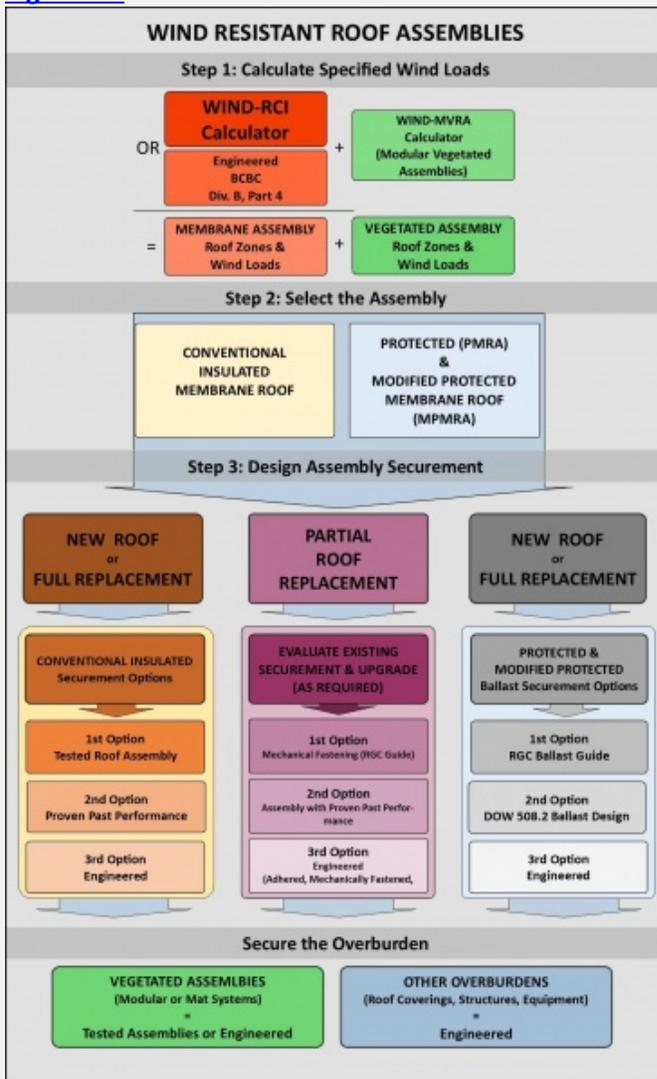 WIND RESISTANT ROOF ASSEMBLIES
Step 1: Calculate Specified Wind Loads
WIND-RCI
Calculator
OR
Engineered
BCBC
Div. B, Part 4
+
WIND-MVRA
Calculator
(Modular Vegetated
Assemblies)
=
MEMBRANE ASSEMBLY
Roof Zones &
Wind Loads
+
VEGETATED ASSEMBLY
Roof Zones &
Wind Loads
Step 2: Select the Assembly
CONVENTIONAL
INSULATED
MEMBRANE ROOF
PROTECTED (PMRA)
&
MODIFIED PROTECTED
MEMBRANE ROOF
(MPMRA)
Step 3: Design Assembly Securement
NEW ROOF
or
FULL REPLACEMENT
CONVENTIONAL INSULATED
Securement Options
1st Option
Tested Roof Assembly
2nd Option
Proven Past Performance
3rd Option
Engineered
PARTIAL
ROOF
REPLACEMENT
EVALUATE EXISTING
SECUREMENT & UPGRADE
(AS REQUIRED)
1st Option
Mechanical Fastening (RGC Guide)
2nd Option
Assembly with Proven Past Perfor-
mance
3rd Option
Engineered
(Adhered, Mechanically Fastened,
NEW ROOF
or
FULL REPLACEMENT
PROTECTED &
MODIFIED PROTECTED
Ballast Securement Options
1st Option
RGC Ballast Guide
2nd Option
DOW 508.2 Ballast Design
3rd Option
Engineered
Secure the Overburden
VEGETATED ASSEMLBIES
(Modular or Mat Systems)
=
Tested Assemblies or Engineered
OTHER OVERBURDENS
(Roof Coverings, Structures, Equipment)
=
Engineered